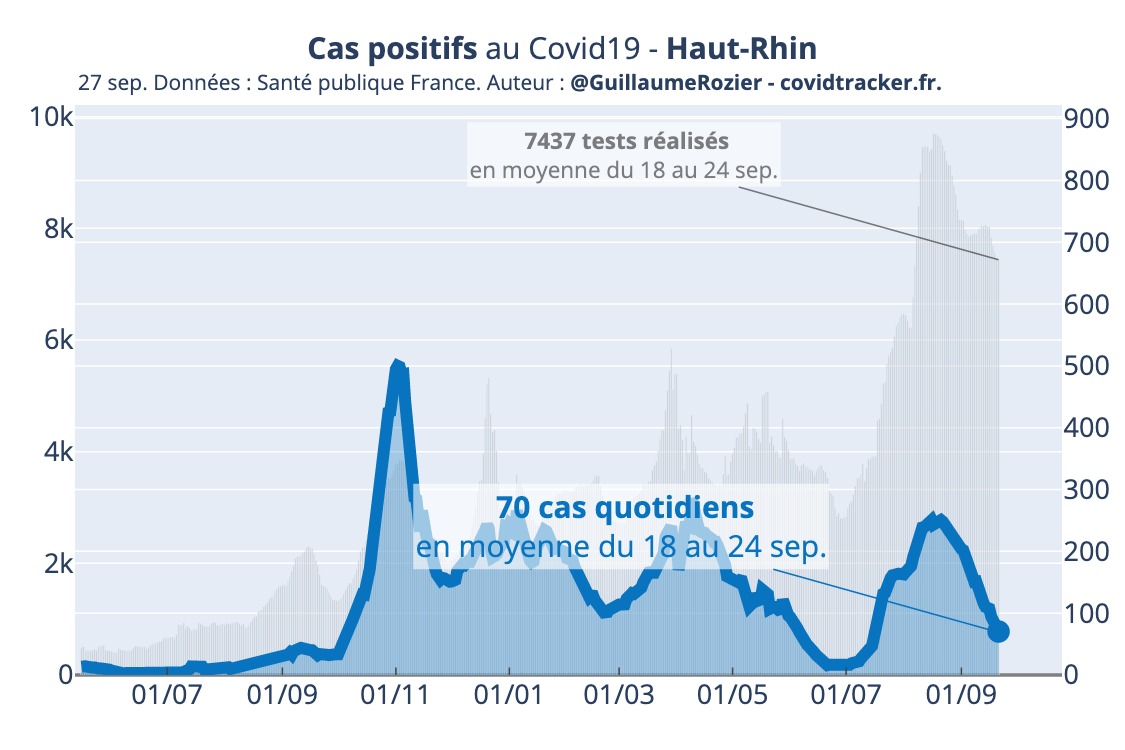 Cas positifs au Covid19 - Haut-Rhin
27 sep. Données : Santé publique France. Auteur : @GuillaumeRozier - covidtracker.fr.
10k
900
7437 tests réalisés
en moyenne du 18 au 24 sep.
800
8k
700
600
6k
500
400
4k
300
70 cas quotidiens
en moyenne du 18 au 24 sep.
200
2k
100
0
0
01/07 01/09 01/11 01/01 01/03 01/05 01/07 01/09